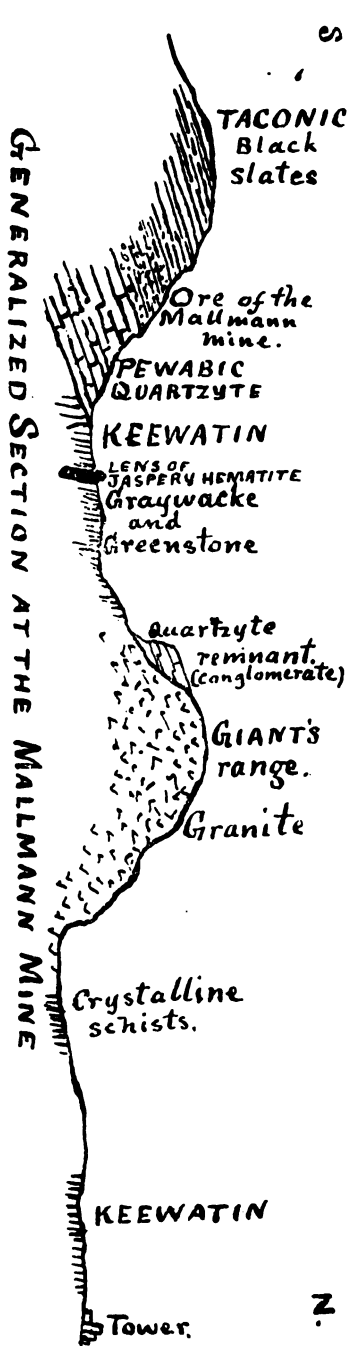 S
TACONIC
Black
slates
Ore of the
Mallmann
mine.
PEWABIC
QUARTZYTE
KEEWATIN
LENS OF
JASPERY HEMATITE
Graywacke
and
Greenstone
Quartzyte
remnant.
(conglomerate)
GIANT'S
range.
Granite
Crystalline
schists.
KEEWATIN
N
Tower.
GENERALIZED SECTION AT THE MALLMANN MINE